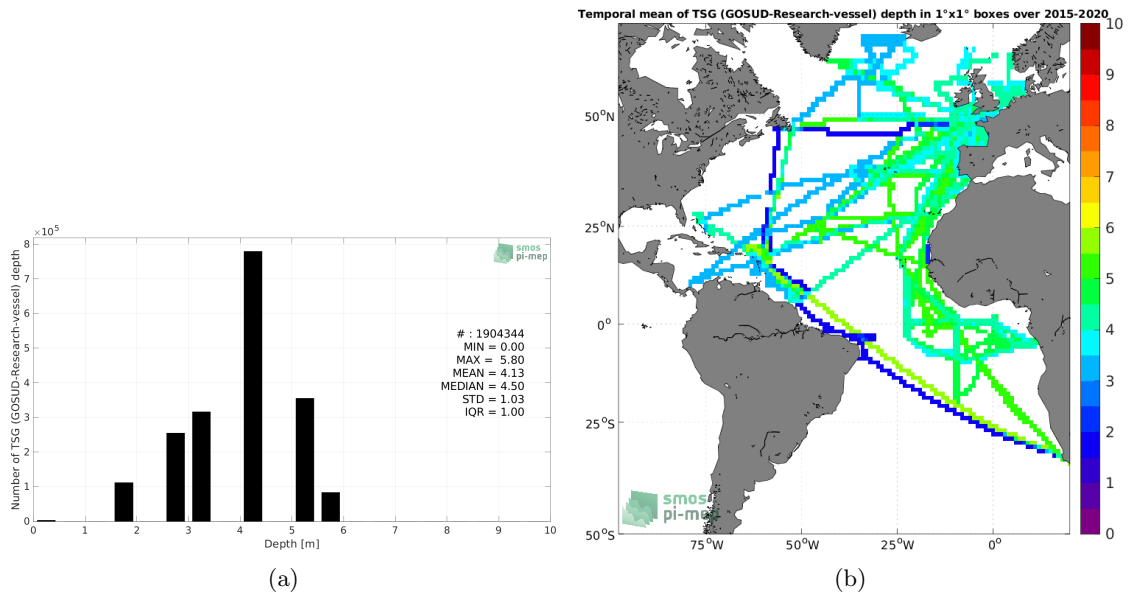 Temporal mean of TSG (GOSUD-Research-vessel) depth in 1°x1° boxes over 2015-2020
×10⁵
Number of TSG (GOSUD-Research-vessel) depth
8
7
6
5
4
3
2
1
0
0 1 2 3 4 5 6 7 8 9 10
Depth [m]
smos
pi-mep
# : 1904344
MIN = 0.00
MAX = 5.80
MEAN = 4.13
MEDIAN = 4.50
STD = 1.03
IQR = 1.00
(a)
50°N
25°N
0°
25°S
50°S
75°W 50°W 25°W 0°
smos
pi-mep
10
9
8
7
6
5
4
3
2
1
0
(b)